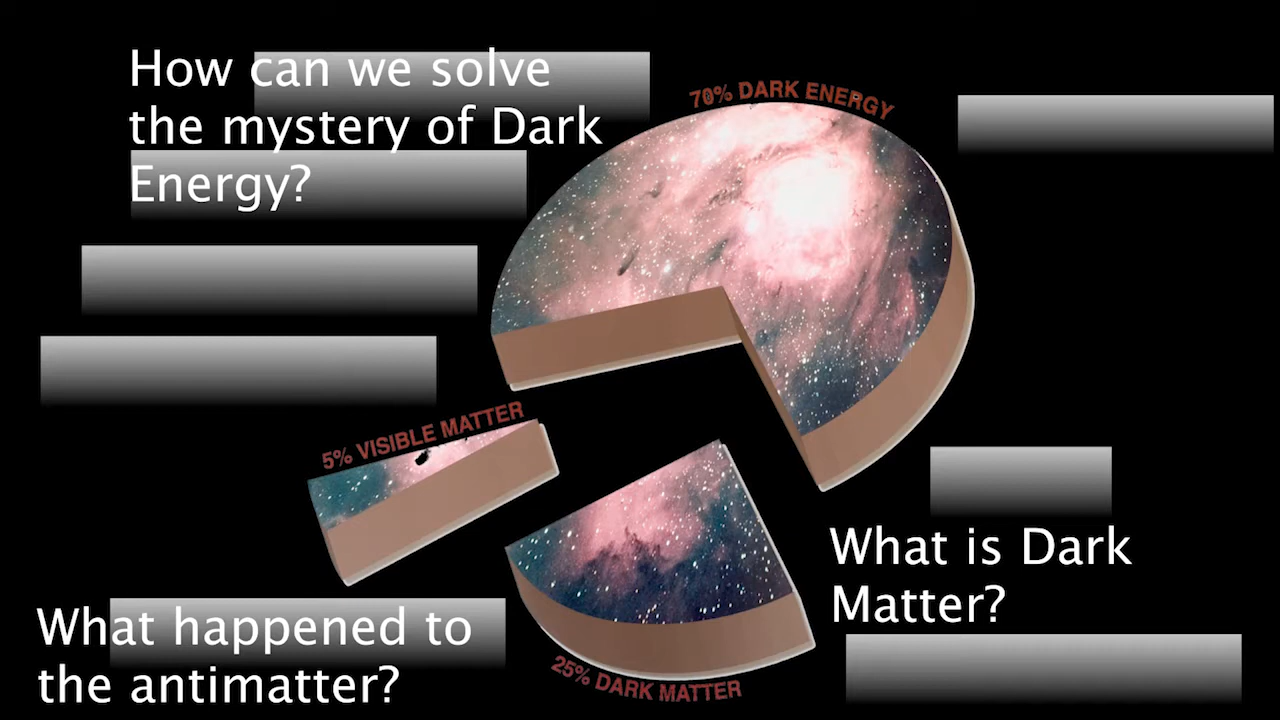 How can we solve
the mystery of Dark
Energy?
70% DARK ENERGY
5% VISIBLE MATTER
What is Dark
Matter?
What happened to
the antimatter?
25% DARK MATTER